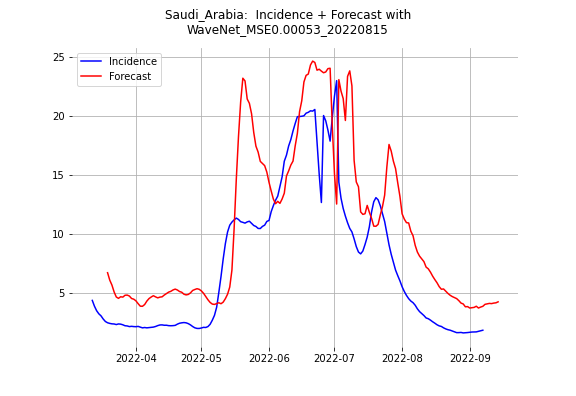 Saudi_Arabia:  Incidence + Forecast with
WaveNet_MSE0.00053_20220815
Incidence
Forecast
25
20
15
10
5
2022-04 2022-05 2022-06 2022-07 2022-08 2022-09